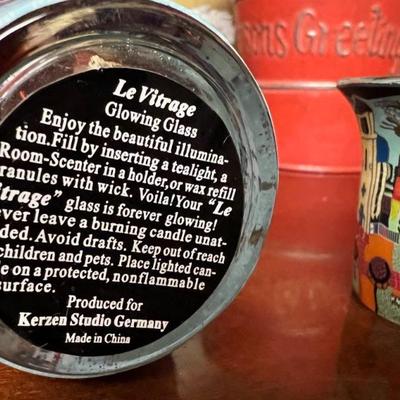 Le Vitrage
Glowing Glass
Enjoy the beautiful illumina-
tion. Fill by inserting a tealight, a
Room-Scenter in a holder, or wax refill
granules with wick. Voila! Your "Le
Vitrage" glass is forever glowing!
Never leave a burning candle unat-
ded. Avoid drafts. Keep out of reach
children and pets. Place lighted can-
e on a protected, nonflammable
surface.
Produced for
Kerzen Studio Germany
Made in China
ons Greeting